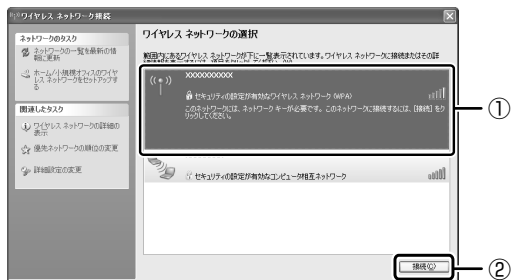 ワイヤレス ネットワーク接続
ネットワークのタスク
ネットワークの一覧を最新の情
報に更新
ホーム/小規模オフィスのワイヤ
レス ネットワークをセットアップす
る
関連したタスク
ワイヤレス ネットワークの詳細の
表示
優先ネットワークの順位の変更
詳細設定の変更
ワイヤレス ネットワークの選択
範囲内にあるワイヤレス ネットワークが下に一覧表示されています。ワイヤレス ネットワークに接続またはその詳
XXXXXXXXXX
セキュリティの設定が有効なワイヤレス ネットワーク (WPA)
このネットワークには、ネットワーク キーが必要です。このネットワークに接続するには、[接続] をク
リックしてください。
①
セキュリティの設定が有効なコンピュータ相互ネットワーク
接続(C)
②